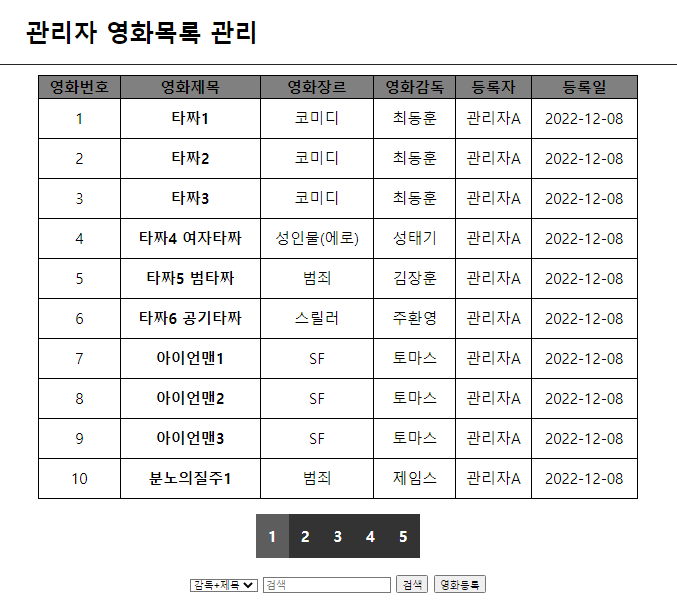 관리자 영화목록 관리
영화번호 영화제목 영화장르 영화감독 등록자 등록일
1 타짜1 코미디 최동훈 관리자A 2022-12-08
2 타짜2 코미디 최동훈 관리자A 2022-12-08
3 타짜3 코미디 최동훈 관리자A 2022-12-08
4 타짜4 여자타짜 성인물(에로) 성태기 관리자A 2022-12-08
5 타짜5 범타짜 범죄 김장훈 관리자A 2022-12-08
6 타짜6 공기타짜 스릴러 주환영 관리자A 2022-12-08
7 아이언맨1 SF 토마스 관리자A 2022-12-08
8 아이언맨2 SF 토마스 관리자A 2022-12-08
9 아이언맨3 SF 토마스 관리자A 2022-12-08
10 분노의질주1 범죄 제임스 관리자A 2022-12-08
1 2 3 4 5
감독+제목 검색 검색 영화등록